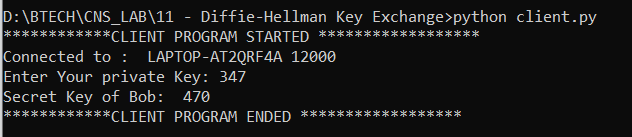 D:\BTECH\CNS_LAB\11 - Diffie-Hellman Key Exchange>python client.py
************CLIENT PROGRAM STARTED ******************
Connected to :  LAPTOP-AT2QRF4A 12000
Enter Your private Key: 347
Secret Key of Bob:  470
************CLIENT PROGRAM ENDED ******************